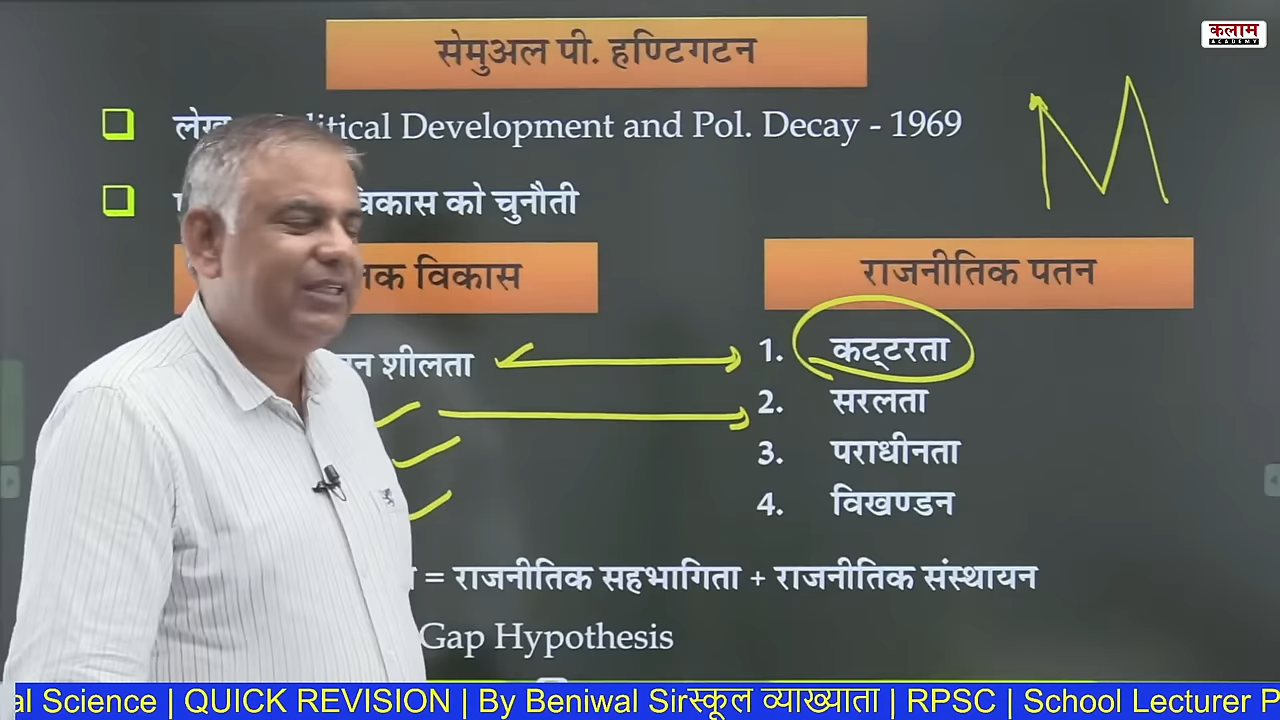 कलाम
ACADEMY
सेमुअल पी. हण्टिगटन
M
Political Development and Pol. Decay - 1969
विकास को चुनौती
विकास
राजनीतिक पतन
शीलता
1. कट्टरता
2. सरलता
3. पराधीनता
4. विखण्डन
= राजनीतिक सहभागिता + राजनीतिक संस्थायन
Gap Hypothesis
al Science | QUICK REVISION | By Beniwal Sirस्कूल व्याख्याता | RPSC | School Lecturer P